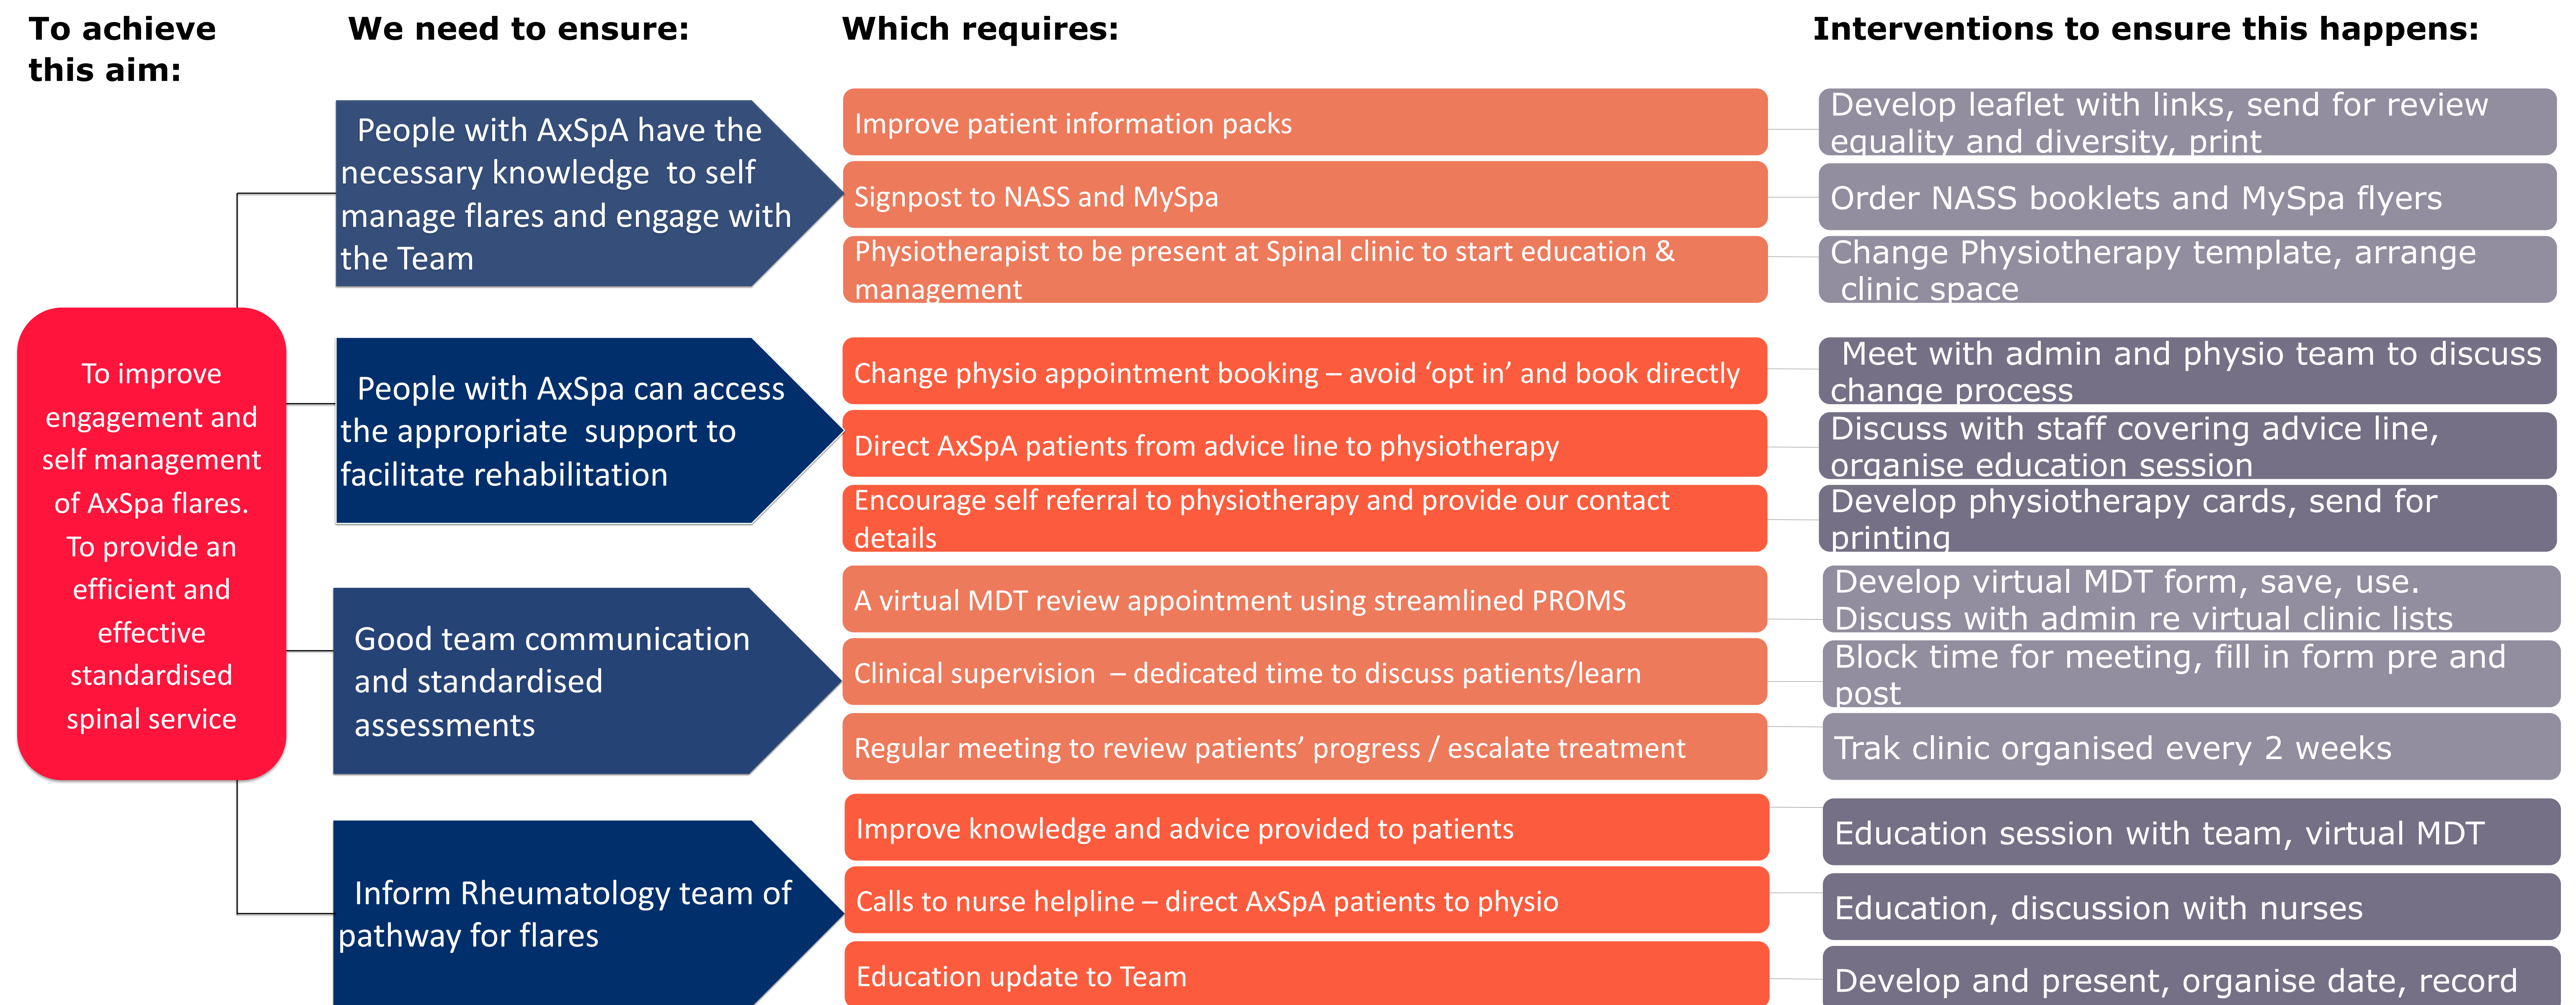 To achieve
this aim:
We need to ensure:
Which requires:
Interventions to ensure this happens:
To improve
engagement and
self management
of AxSpa flares.
To provide an
efficient and
effective
standardised
spinal service
People with AxSpA have the
necessary knowledge to self
manage flares and engage with
the Team
Improve patient information packs
Develop leaflet with links, send for review
equality and diversity, print
Signpost to NASS and MySpa
Order NASS booklets and MySpa flyers
Physiotherapist to be present at Spinal clinic to start education &
management
Change Physiotherapy template, arrange
clinic space
People with AxSpa can access
the appropriate support to
facilitate rehabilitation
Change physio appointment booking – avoid ‘opt in’ and book directly
Meet with admin and physio team to discuss
change process
Direct AxSpA patients from advice line to physiotherapy
Discuss with staff covering advice line,
organise education session
Encourage self referral to physiotherapy and provide our contact
details
Develop physiotherapy cards, send for
printing
Good team communication
and standardised
assessments
A virtual MDT review appointment using streamlined PROMS
Develop virtual MDT form, save, use.
Discuss with admin re virtual clinic lists
Clinical supervision – dedicated time to discuss patients/learn
Block time for meeting, fill in form pre and
post
Regular meeting to review patients’ progress / escalate treatment
Trak clinic organised every 2 weeks
Inform Rheumatology team of
pathway for flares
Improve knowledge and advice provided to patients
Education session with team, virtual MDT
Calls to nurse helpline – direct AxSpA patients to physio
Education, discussion with nurses
Education update to Team
Develop and present, organise date, record